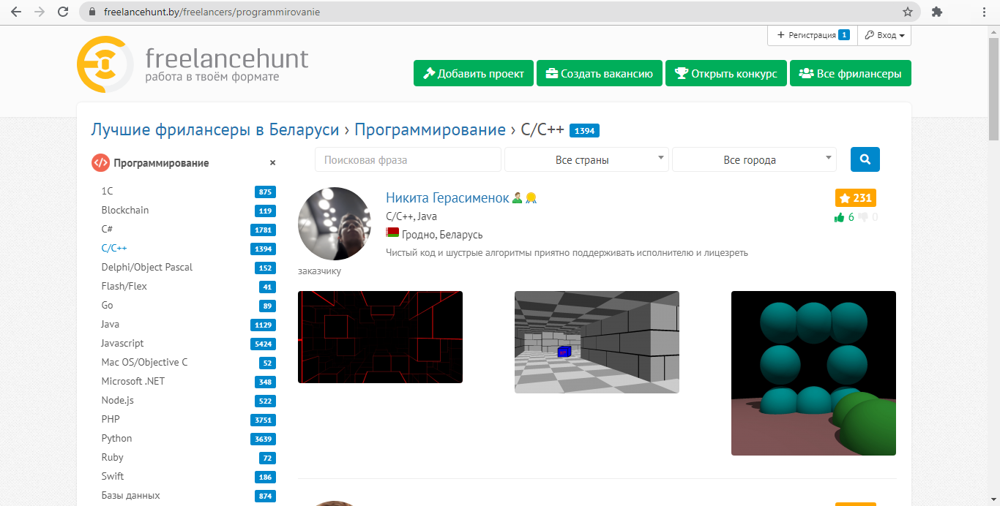 freelancehunt.by/freelancers/programmirovanie
+ Регистрация 1
Вход
freelancehunt
работа в твоём формате
Добавить проект
Создать вакансию
Открыть конкурс
Все фрилансеры
Лучшие фрилансеры в Беларуси › Программирование › C/C++ 1394
Программирование ×
1C 875
Blockchain 119
C# 1781
C/C++ 1394
Delphi/Object Pascal 152
Flash/Flex 41
Go 89
Java 1129
Javascript 5424
Mac OS/Objective C 52
Microsoft .NET 348
Node.js 522
PHP 3751
Python 3639
Ruby 72
Swift 186
Базы данных 874
Поисковая фраза
Все страны
Все города
Никита Герасименок
231
C/C++, Java
6 0
Гродно, Беларусь
Чистый код и шустрые алгоритмы приятно поддерживать исполнителю и лицезреть
заказчику